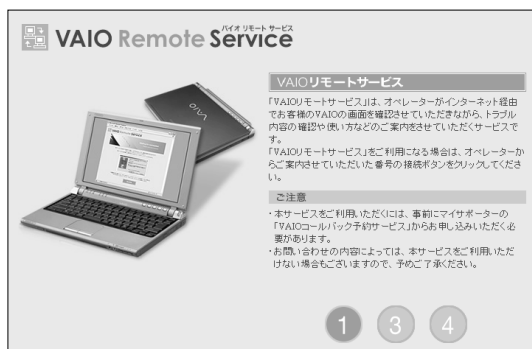 バイオ リモート サービス
VAIO Remote Service
VAIOリモートサービス
「VAIOリモートサービス」は、オペレーターがインターネット経由
でお客様のVAIOの画面を確認させていただきながら、トラブル
内容の確認や使い方などのご案内をさせていただくサービスで
す。
「VAIOリモートサービス」をご利用になる場合は、オペレーターか
らご案内させていただいた番号の接続ボタンをクリックしてくださ
い。
ご注意
・本サービスをご利用いただくには、事前にマイサポーターの
「VAIOコールバック予約サービス」からお申し込みいただく必
要があります。
・お問い合わせの内容によっては、本サービスをご利用いただ
けない場合もございますので、予めご了承ください。
VAIO
1 3 4